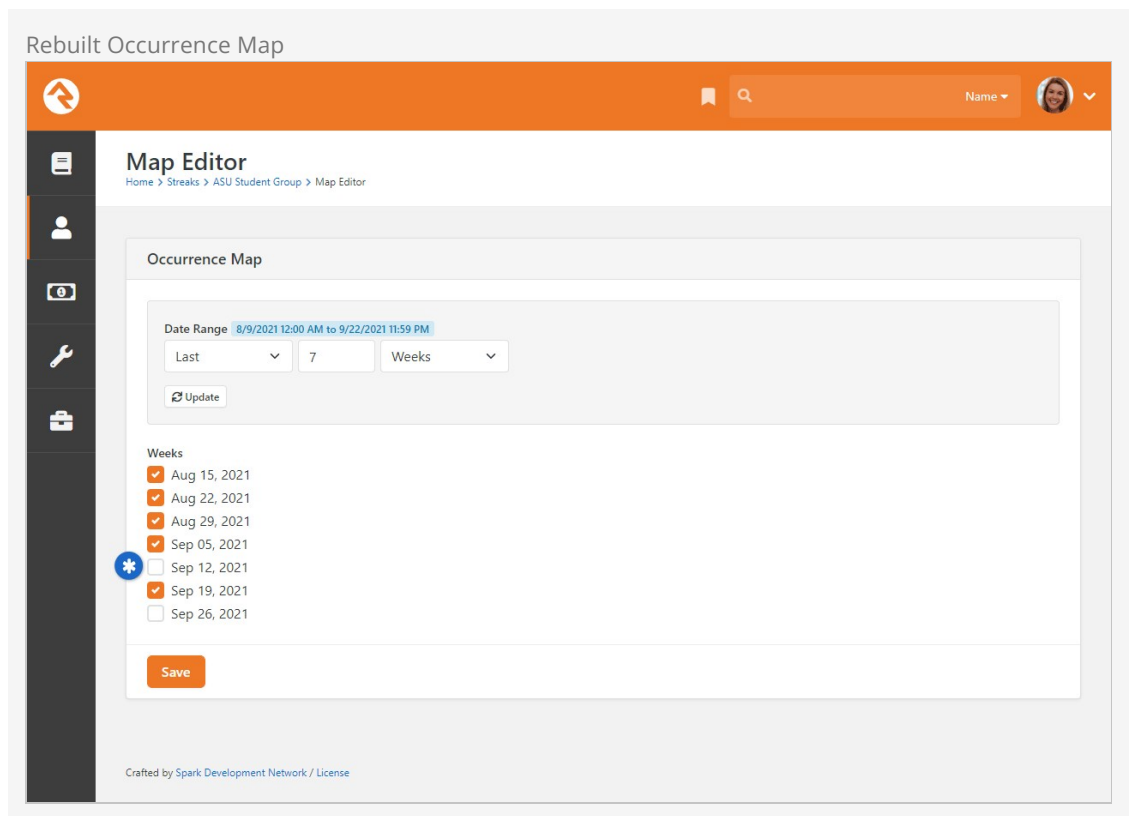 Rebuilt Occurrence Map
Name
Map Editor
Home > Streaks > ASU Student Group > Map Editor
Occurrence Map
Date Range 8/9/2021 12:00 AM to 9/22/2021 11:59 PM
Last 7 Weeks
Update
Weeks
Aug 15, 2021
Aug 22, 2021
Aug 29, 2021
Sep 05, 2021
Sep 12, 2021
Sep 19, 2021
Sep 26, 2021
Save
Crafted by Spark Development Network / License